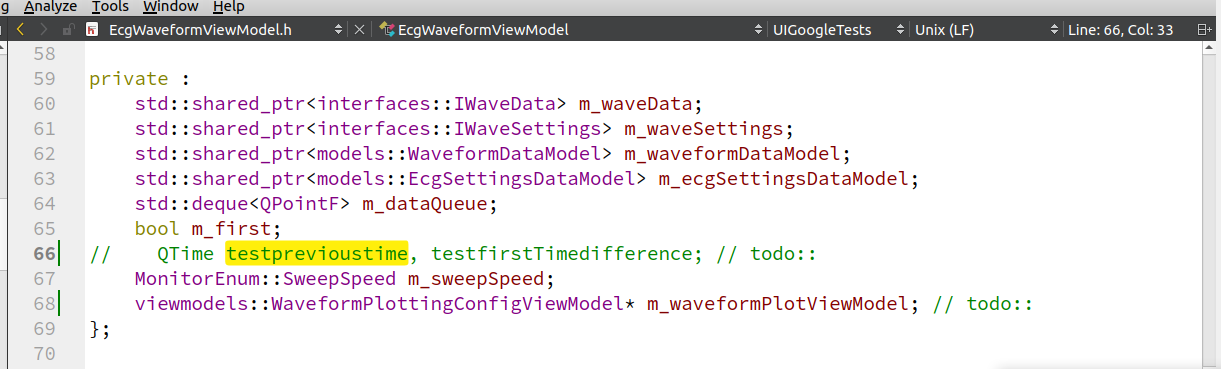 g Analyze Tools Window Help
EcgWaveformViewModel.h EcgWaveformViewModel UIGoogleTests Unix (LF) Line: 66, Col: 33
58
59 private :
60     std::shared_ptr<interfaces::IWaveData> m_waveData;
61     std::shared_ptr<interfaces::IWaveSettings> m_waveSettings;
62     std::shared_ptr<models::WaveformDataModel> m_waveformDataModel;
63     std::shared_ptr<models::EcgSettingsDataModel> m_ecgSettingsDataModel;
64     std::deque<QPointF> m_dataQueue;
65     bool m_first;
66 //    QTime testprevioustime, testfirstTimedifference; // todo::
67     MonitorEnum::SweepSpeed m_sweepSpeed;
68     viewmodels::WaveformPlottingConfigViewModel* m_waveformPlotViewModel; // todo::
69 };
70